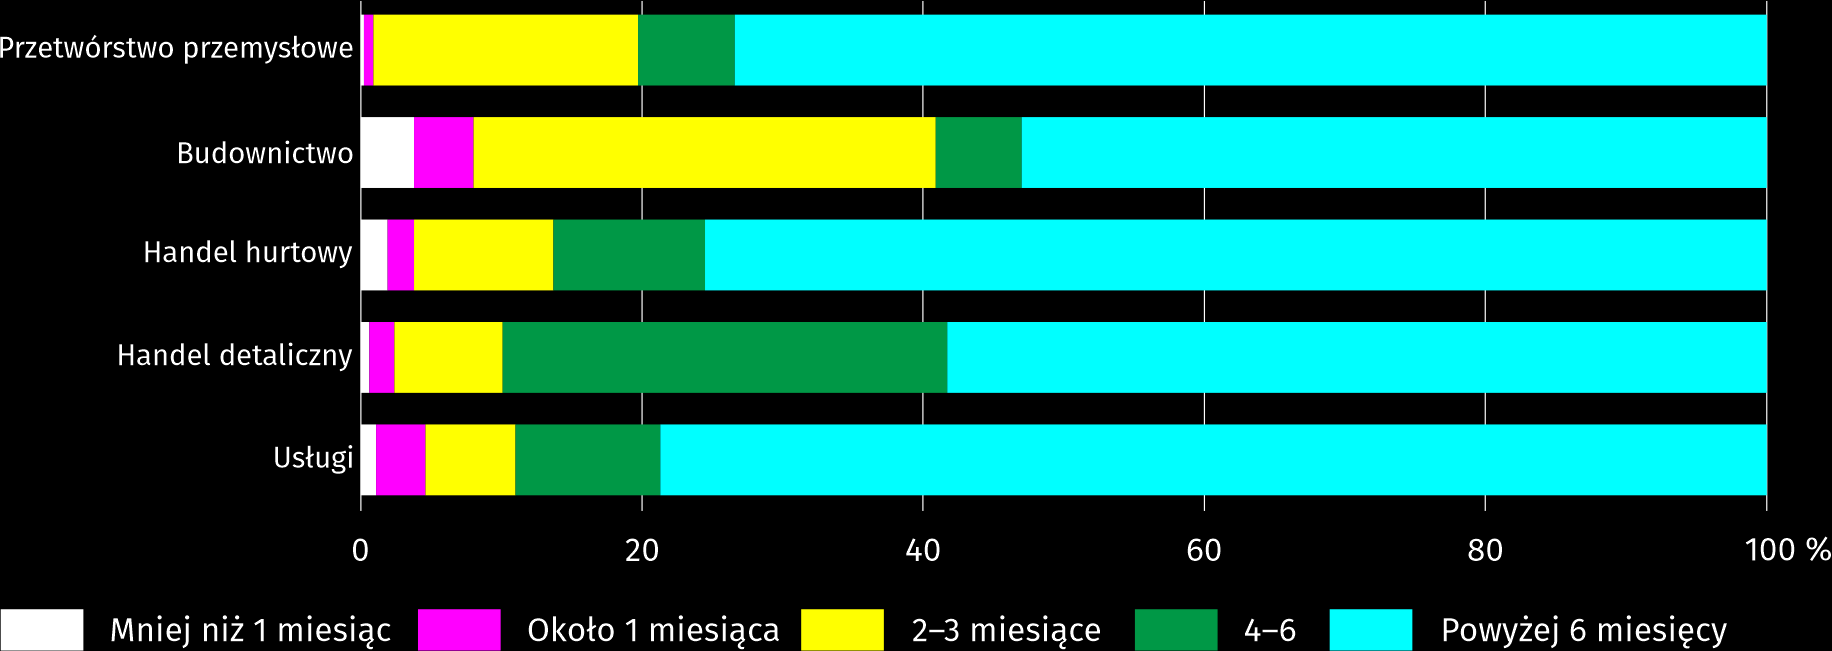 Przetwórstwo przemysłowe
Budownictwo
Handel hurtowy
Handel detaliczny
Usługi
0 20 40 60 80 100 %
Mniej niż 1 miesiąc Około 1 miesiąca 2–3 miesiące 4–6 Powyżej 6 miesięcy